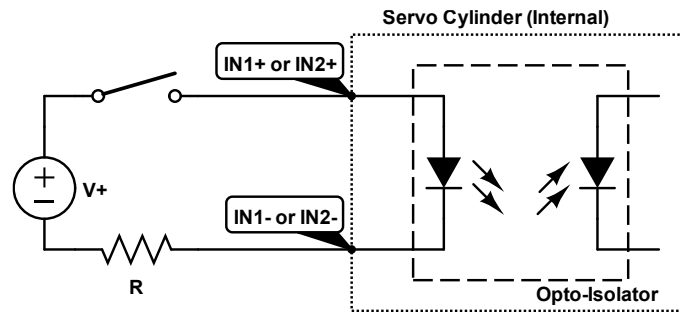 Servo Cylinder (Internal)
IN1+ or IN2+
V+
IN1- or IN2-
R
Opto-Isolator